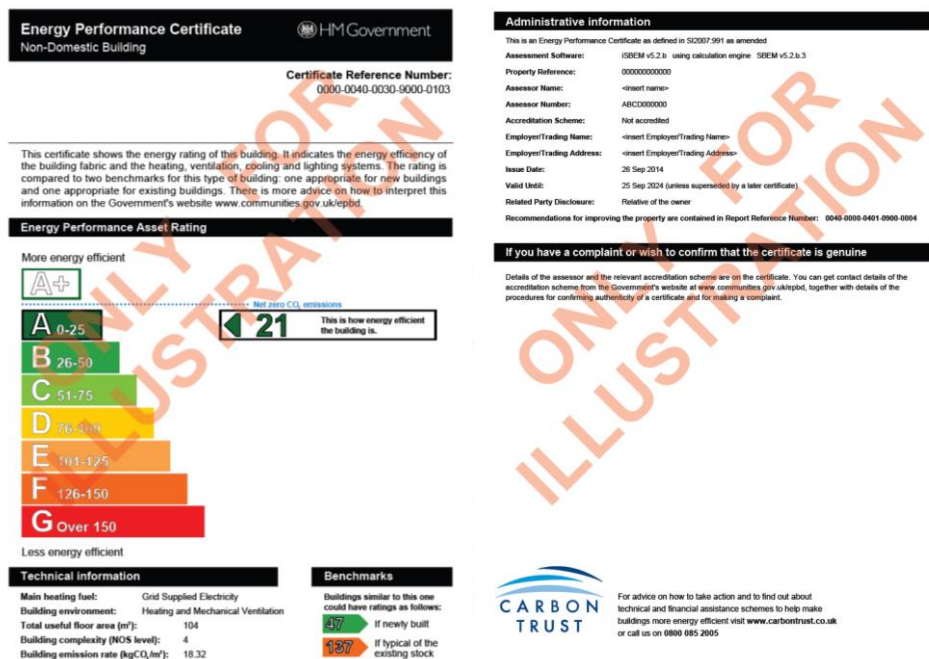 Energy Performance Certificate
Non-Domestic Building
HM Government
Certificate Reference Number:
0000-0040-0030-9000-0103
This certificate shows the energy rating of this building. It indicates the energy efficiency of
the building fabric and the heating, ventilation, cooling and lighting systems. The rating is
compared to two benchmarks for this type of building: one appropriate for new buildings
and one appropriate for existing buildings. There is more advice on how to interpret this
information on the Government's website www.communities.gov.uk/epbd.
Energy Performance Asset Rating
More energy efficient
A+
Net zero CO₂ emissions
A 0-25
21
This is how energy efficient
the building is.
B 26-50
C 51-75
D 76-100
E 101-125
F 126-150
G Over 150
Less energy efficient
Technical information
Main heating fuel: Grid Supplied Electricity
Building environment: Heating and Mechanical Ventilation
Total useful floor area (m²): 104
Building complexity (NOS level): 4
Building emission rate (kgCO₂/m²): 18.32
Benchmarks
Buildings similar to this one
could have ratings as follows:
47 If newly built
137 If typical of the
existing stock
ONLY FOR
ILLUSTRATION
Administrative information
This is an Energy Performance Certificate as defined in SI2007:991 as amended
Assessment Software: iSBEM v5.2.b using calculation engine SBEM v5.2.b.3
Property Reference: 000000000000
Assessor Name: <insert name>
Assessor Number: ABCD000000
Accreditation Scheme: Not accredited
Employer/Trading Name: <insert Employer/Trading Name>
Employer/Trading Address: <insert Employer/Trading Address>
Issue Date: 26 Sep 2014
Valid Until: 25 Sep 2024 (unless superseded by a later certificate)
Related Party Disclosure: Relative of the owner
Recommendations for improving the property are contained in Report Reference Number: 0040-0000-0401-0900-0004
If you have a complaint or wish to confirm that the certificate is genuine
Details of the assessor and the relevant accreditation scheme are on the certificate. You can get contact details of the
accreditation scheme from the Government's website at www.communities.gov.uk/epbd, together with details of the
procedures for confirming authenticity of a certificate and for making a complaint.
ONLY FOR
ILLUSTRATION
CARBON
TRUST
For advice on how to take action and to find out about
technical and financial assistance schemes to help make
buildings more energy efficient visit www.carbontrust.co.uk
or call us on 0800 085 2005